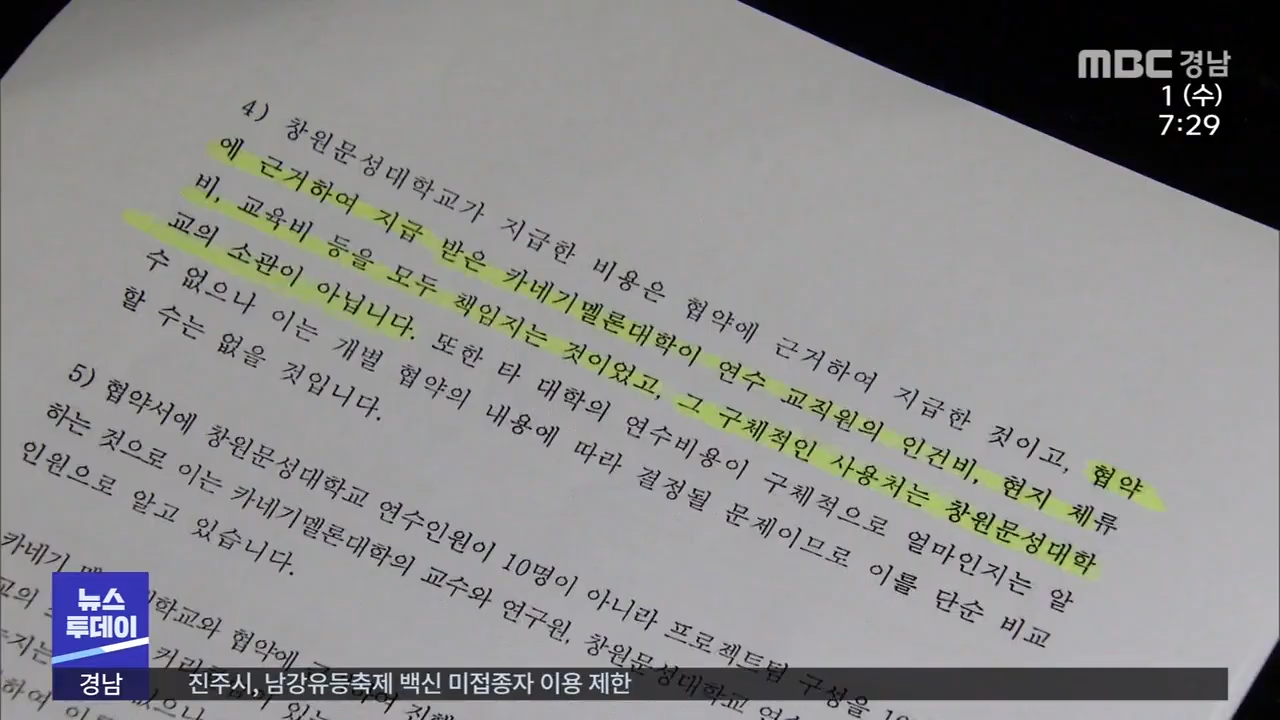 MBC 경남
1 (수)
7:29
4) 창원문성대학교가 지급한 비용은 협약에 근거하여 지급한 것이고, 협약
에 근거하여 지급 받은 카네기멜론대학이 연수 교직원의 인건비, 현지 체류
비, 교육비 등을 모두 책임지는 것이었고, 그 구체적인 사용처는 창원문성대학
교의 소관이 아닙니다. 또한 타 대학의 연수비용이 구체적으로 얼마인지는 알
수 없으나 이는 개별 협약의 내용에 따라 결정될 문제이므로 이를 단순 비교
할 수는 없을 것입니다.
5) 협약서에 창원문성대학교 연수인원이 10명이 아니라 프로젝트팀 구성을
하는 것으로 이는 카네기멜론대학의 교수와 연구원, 창원문성대학교
인원으로 알고 있습니다.
카네기
협약에
뉴스
투데이
경남
진주시, 남강유등축제 백신 미접종자 이용 제한